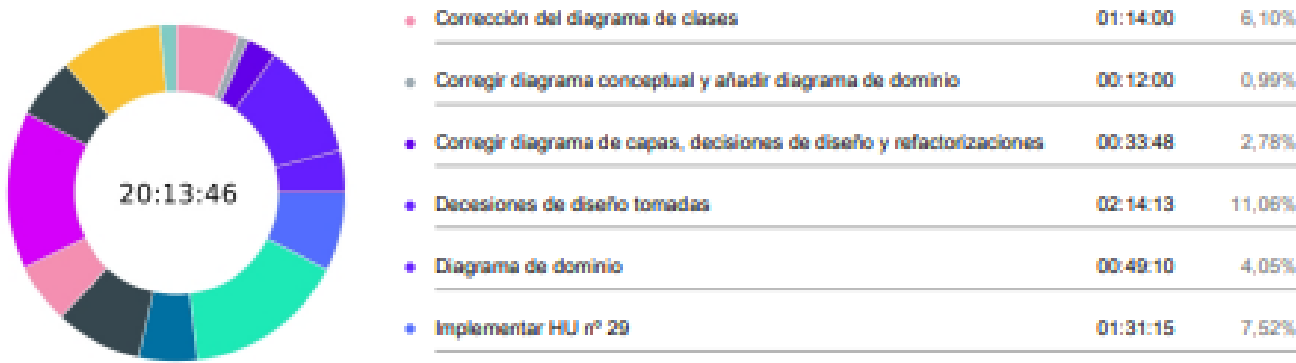 20:13:46
Corrección del diagrama de clases 01:14:00 6,10%
Corregir diagrama conceptual y añadir diagrama de dominio 00:12:00 0,99%
Corregir diagrama de capas, decisiones de diseño y refactorizaciones 00:33:48 2,78%
Decesiones de diseño tomadas 02:14:13 11,06%
Diagrama de dominio 00:49:10 4,05%
Implementar HU nº 29 01:31:15 7,52%